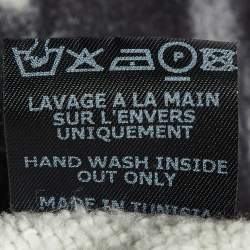 LAVAGE A LA MAIN
SUR L'ENVERS
UNIQUEMENT
HAND WASH INSIDE
OUT ONLY
MADE IN TUNISIA